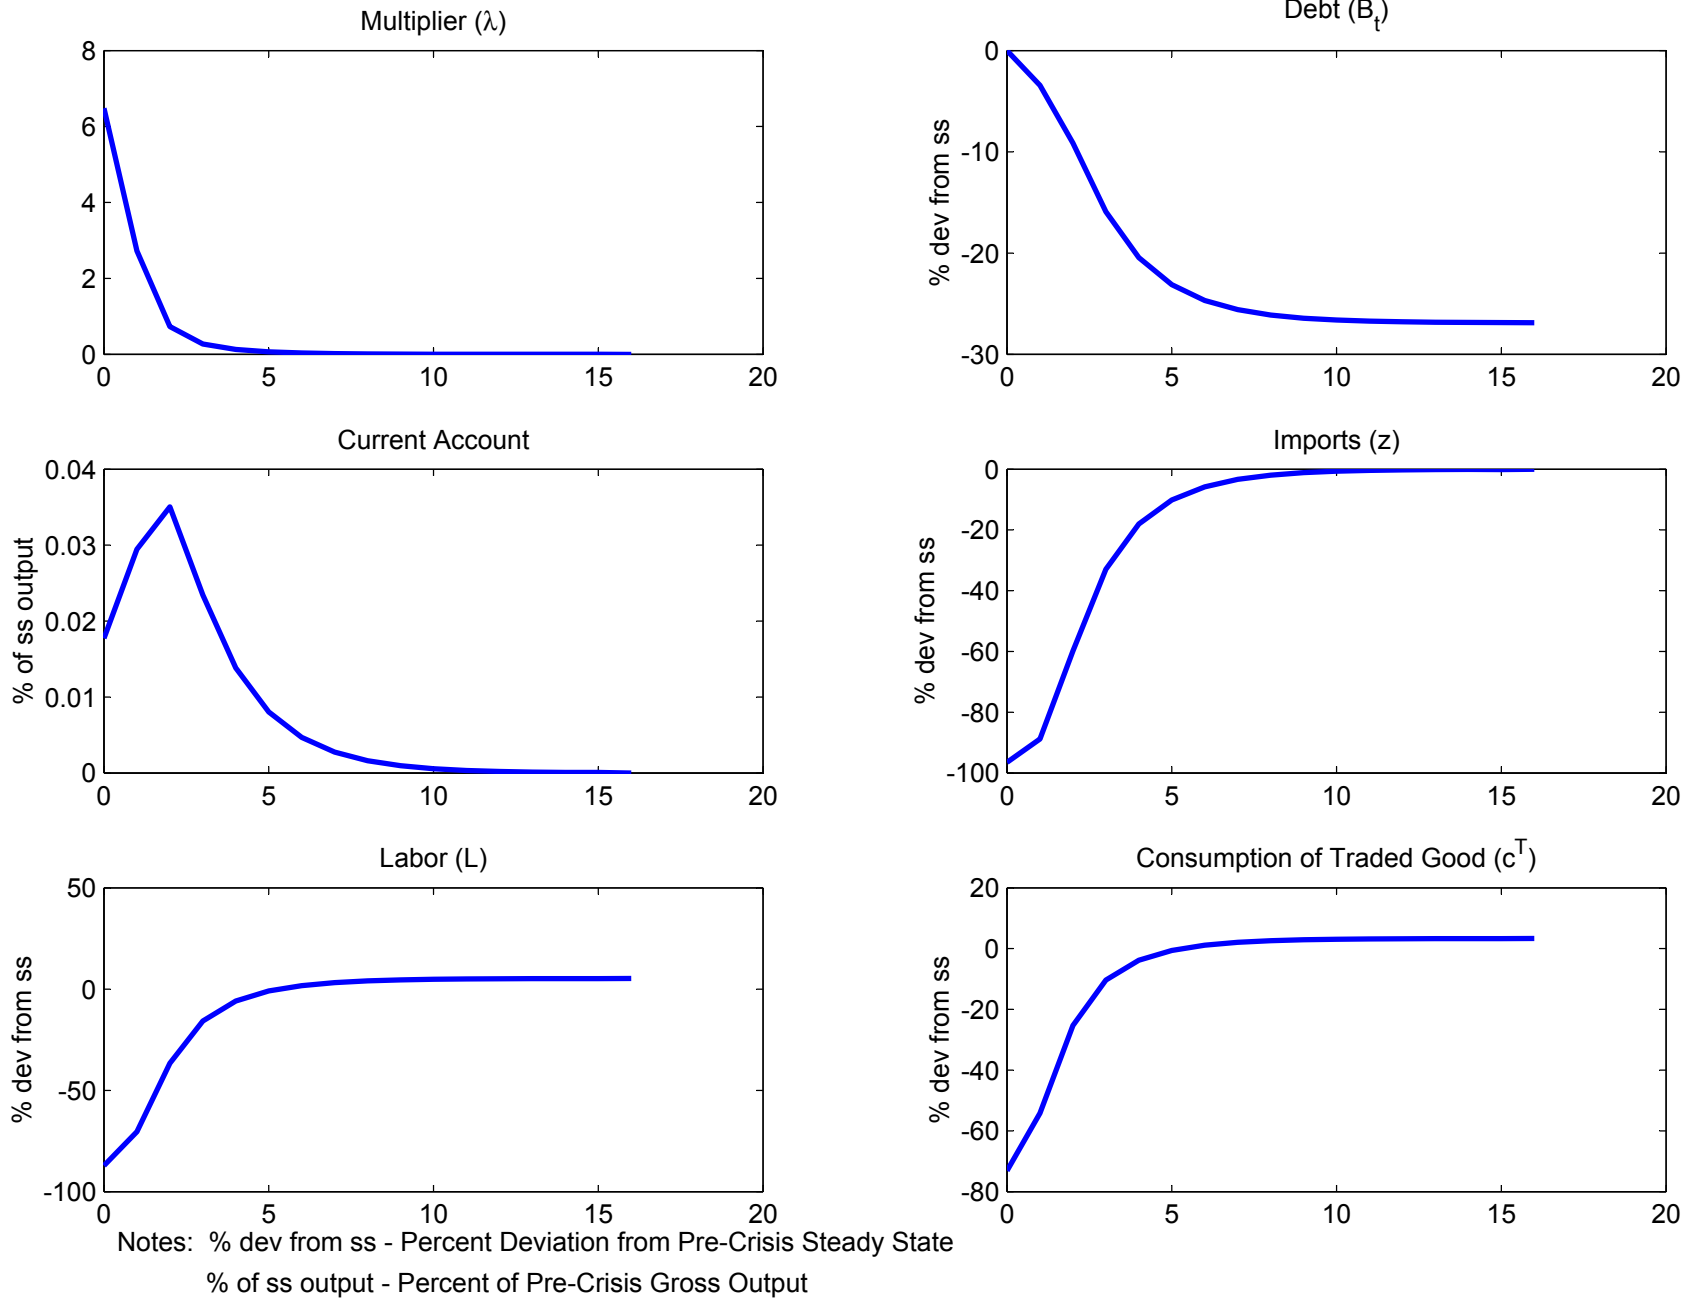 Multiplier (λ)
8
6
4
2
0
0 5 10 15 20
Debt (Bt)
% dev from ss
0
-10
-20
-30
0 5 10 15 20
Current Account
% of ss output
0.04
0.03
0.02
0.01
0
0 5 10 15 20
Imports (z)
% dev from ss
0
-20
-40
-60
-80
-100
0 5 10 15 20
Labor (L)
% dev from ss
50
0
-50
-100
0 5 10 15 20
Consumption of Traded Good (cT)
% dev from ss
20
0
-20
-40
-60
-80
0 5 10 15 20
Notes: % dev from ss - Percent Deviation from Pre-Crisis Steady State
% of ss output - Percent of Pre-Crisis Gross Output